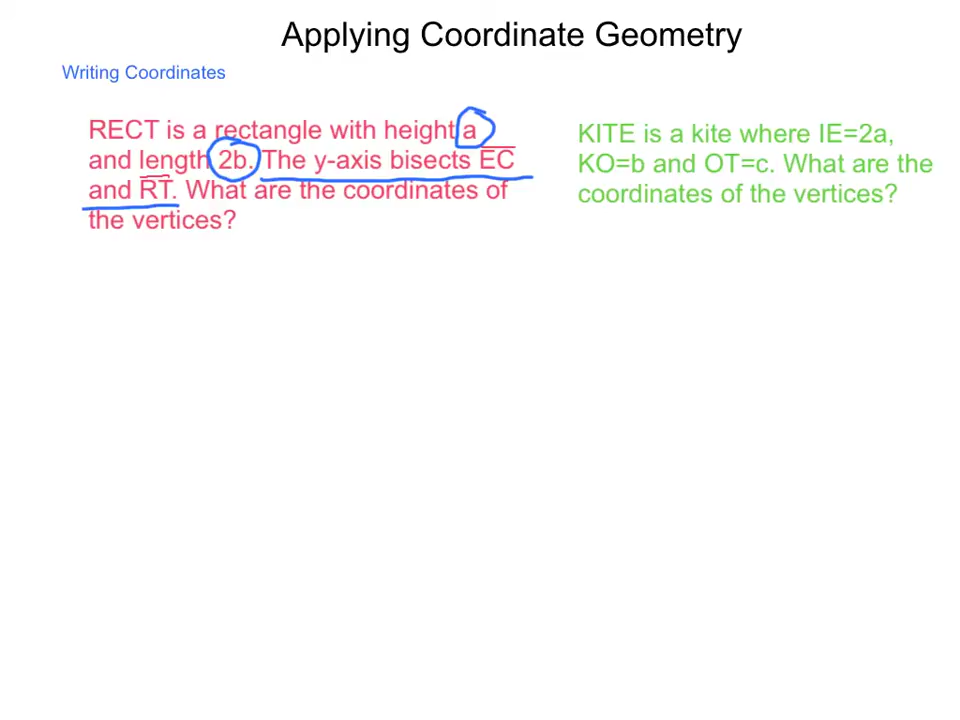 Applying Coordinate Geometry
Writing Coordinates
RECT is a rectangle with height a
and length 2b. The y-axis bisects EC
and RT. What are the coordinates of
the vertices?
KITE is a kite where IE=2a,
KO=b and OT=c. What are the
coordinates of the vertices?